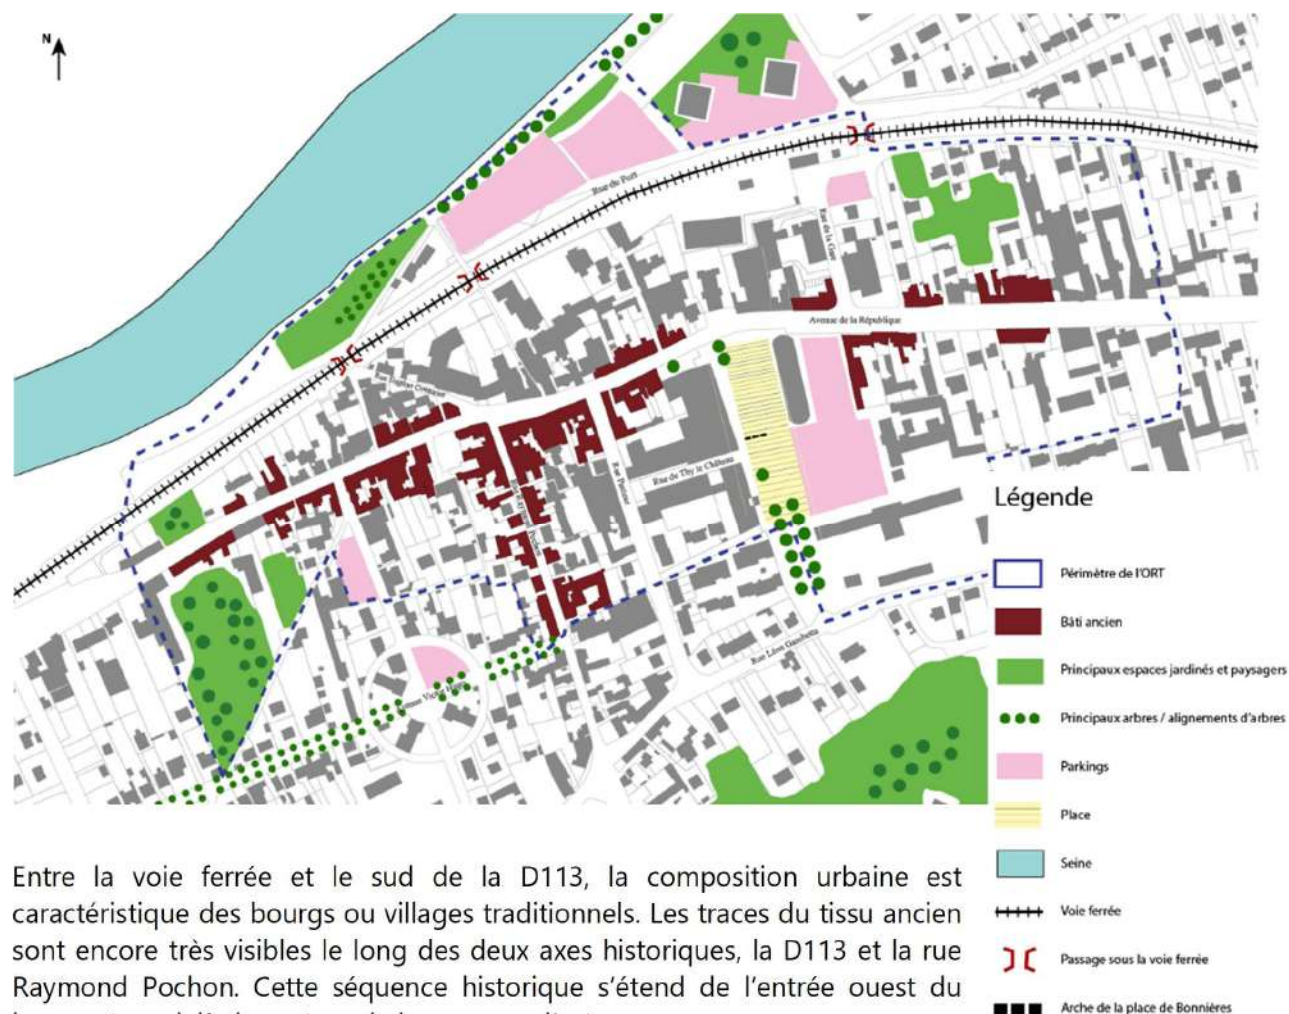 N
Rue du Port
Rue de la Gare
Avenue de la République
Rue de Thy le Château
Rue Pasteur
Rue Raymond Pochon
Victor Hugo
Rue Léon Gambetta
Légende
Périmètre de l'ORT
Bâti ancien
Principaux espaces jardinés et paysagers
Principaux arbres / alignements d'arbres
Parkings
Place
Seine
Voie ferrée
Passage sous la voie ferrée
Arche de la place de Bonnières
Entre la voie ferrée et le sud de la D113, la composition urbaine est
caractéristique des bourgs ou villages traditionnels. Les traces du tissu ancien
sont encore très visibles le long des deux axes historiques, la D113 et la rue
Raymond Pochon. Cette séquence historique s'étend de l'entrée ouest du